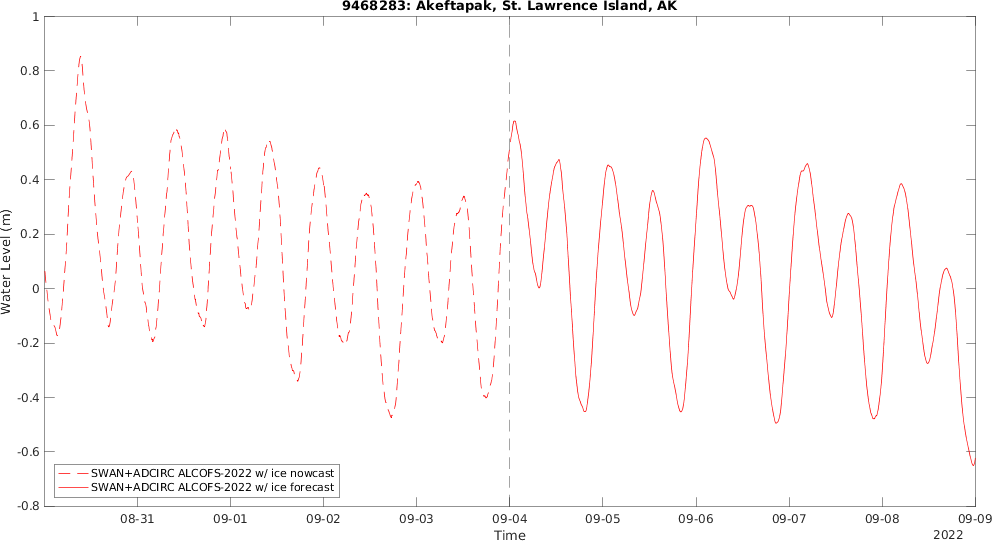 9468283: Akeftapak, St. Lawrence Island, AK
1
0.8
0.6
0.4
0.2
0
-0.2
-0.4
-0.6
-0.8
Water Level (m)
SWAN+ADCIRC ALCOFS-2022 w/ ice nowcast
SWAN+ADCIRC ALCOFS-2022 w/ ice forecast
08-31 09-01 09-02 09-03 09-04 09-05 09-06 09-07 09-08 09-09
Time
2022